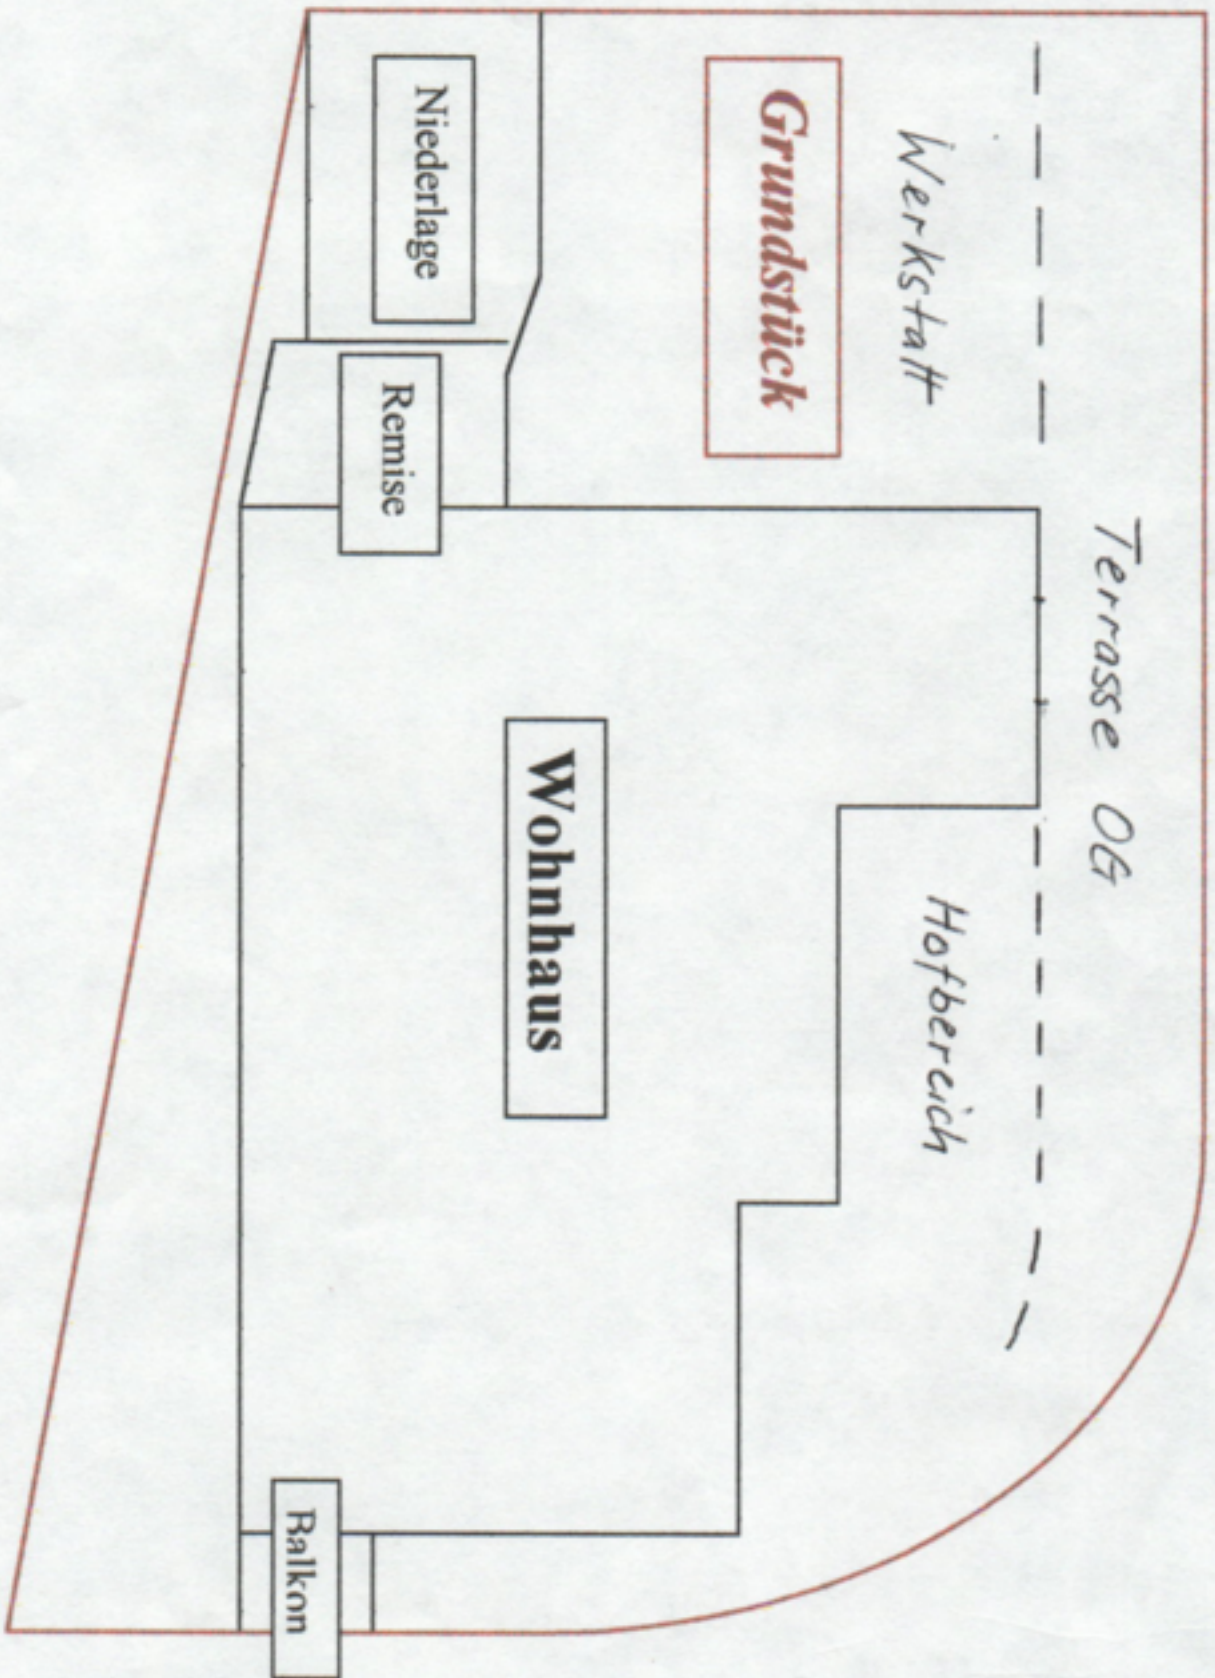 Terrasse OG
Werkstatt
Hofbereich
Grundstück
Wohnhaus
Niederlage
Remise
Balkon